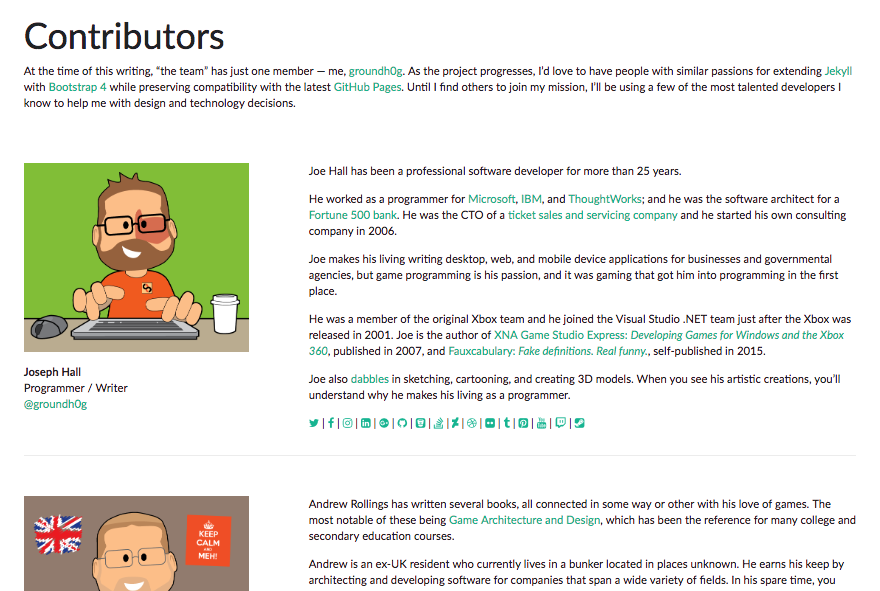 Contributors
At the time of this writing, “the team” has just one member — me, groundh0g. As the project progresses, I’d love to have people with similar passions for extending Jekyll
with Bootstrap 4 while preserving compatibility with the latest GitHub Pages. Until I find others to join my mission, I’ll be using a few of the most talented developers I
know to help me with design and technology decisions.
Joe Hall has been a professional software developer for more than 25 years.
He worked as a programmer for Microsoft, IBM, and ThoughtWorks; and he was the software architect for a
Fortune 500 bank. He was the CTO of a ticket sales and servicing company and he started his own consulting
company in 2006.
Joe makes his living writing desktop, web, and mobile device applications for businesses and governmental
agencies, but game programming is his passion, and it was gaming that got him into programming in the first
place.
He was a member of the original Xbox team and he joined the Visual Studio .NET team just after the Xbox was
released in 2001. Joe is the author of XNA Game Studio Express: Developing Games for Windows and the Xbox
360, published in 2007, and Fauxcabulary: Fake definitions. Real funny., self-published in 2015.
Joe also dabbles in sketching, cartooning, and creating 3D models. When you see his artistic creations, you’ll
understand why he makes his living as a programmer.
Joseph Hall
Programmer / Writer
@groundh0g
KEEP
CALM
AND
MEH!
Andrew Rollings has written several books, all connected in some way or other with his love of games. The
most notable of these being Game Architecture and Design, which has been the reference for many college and
secondary education courses.
Andrew is an ex-UK resident who currently lives in a bunker located in places unknown. He earns his keep by
architecting and developing software for companies that span a wide variety of fields. In his spare time, you